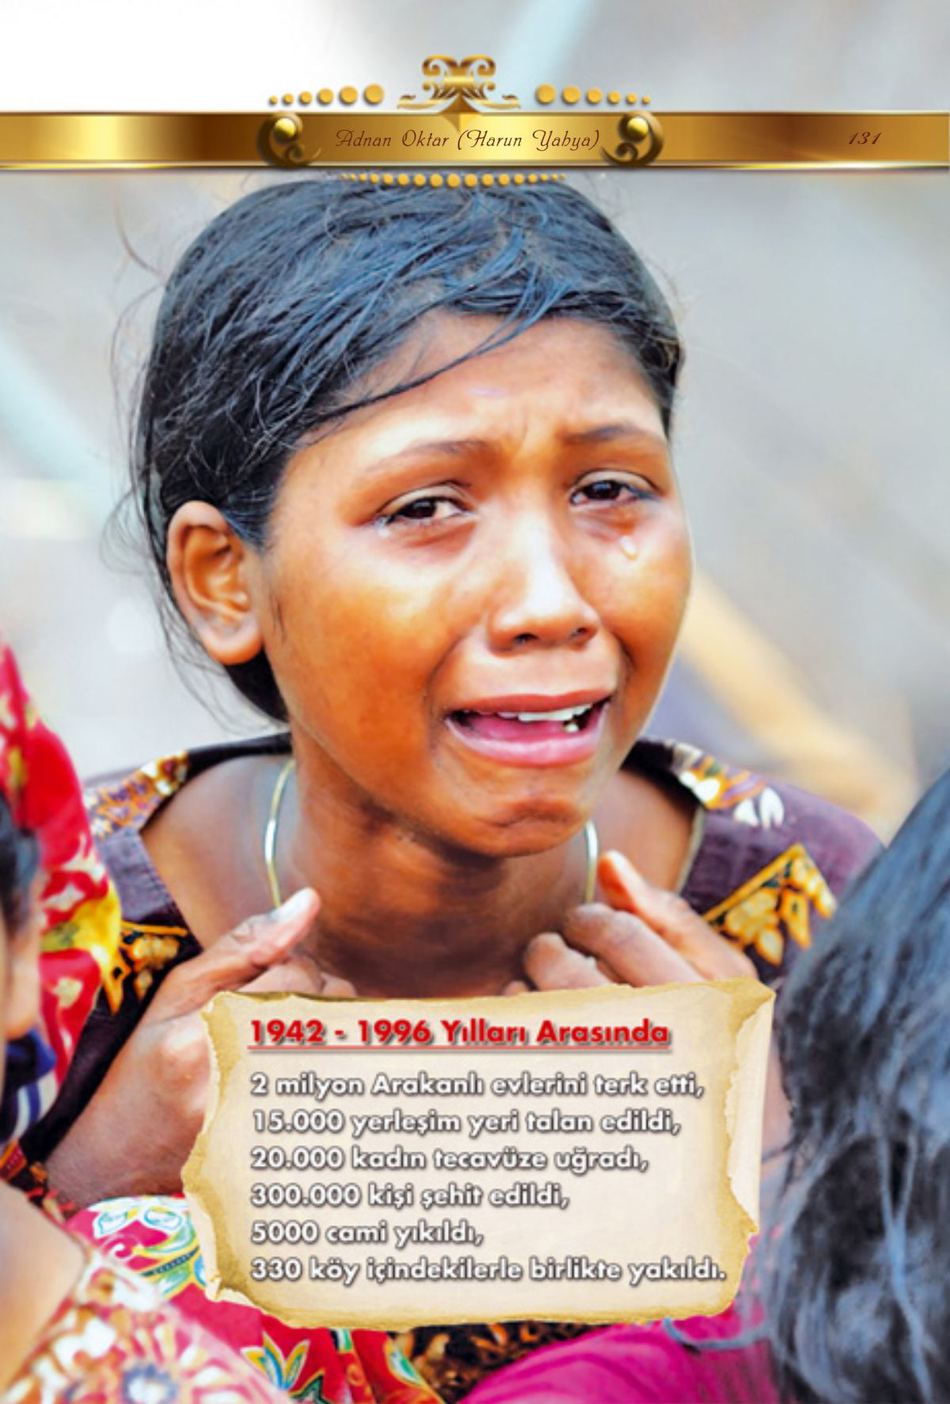 Adnan Oktar (Harun Yahya)
131
1942 - 1996 Yılları Arasında
2 milyon Arakanlı evlerini terk etti,
15.000 yerleşim yeri talan edildi,
20.000 kadın tecavüze uğradı,
300.000 kişi şehit edildi,
5000 cami yıkıldı,
330 köy içindekilerle birlikte yakıldı.